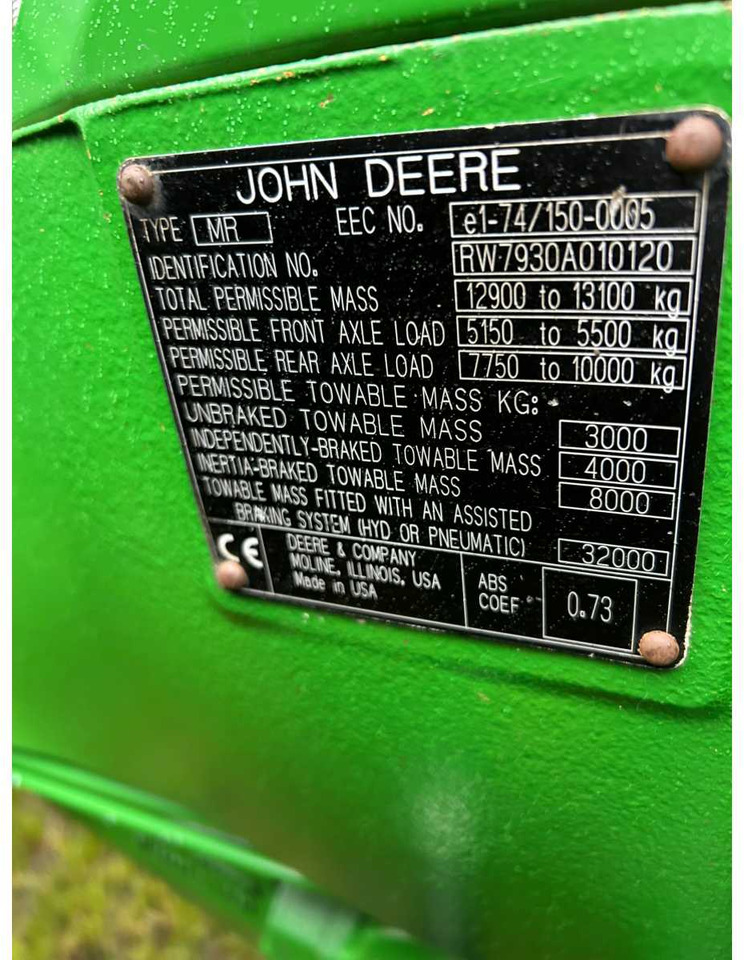 JOHN DEERE
TYPE MR EEC NO. e1-74/150-0005
IDENTIFICATION NO. RW7930A010120
TOTAL PERMISSIBLE MASS 12900 to 13100 kg
PERMISSIBLE FRONT AXLE LOAD 5150 to 5500 kg
PERMISSIBLE REAR AXLE LOAD 7750 to 10000 kg
PERMISSIBLE TOWABLE MASS KG:
UNBRAKED TOWABLE MASS 3000
INDEPENDENTLY-BRAKED TOWABLE MASS 4000
INERTIA-BRAKED TOWABLE MASS 8000
TOWABLE MASS FITTED WITH AN ASSISTED
BRAKING SYSTEM (HYD OR PNEUMATIC) 32000
CE
DEERE & COMPANY
MOLINE, ILLINOIS, USA
Made in USA
ABS
COEF
0.73